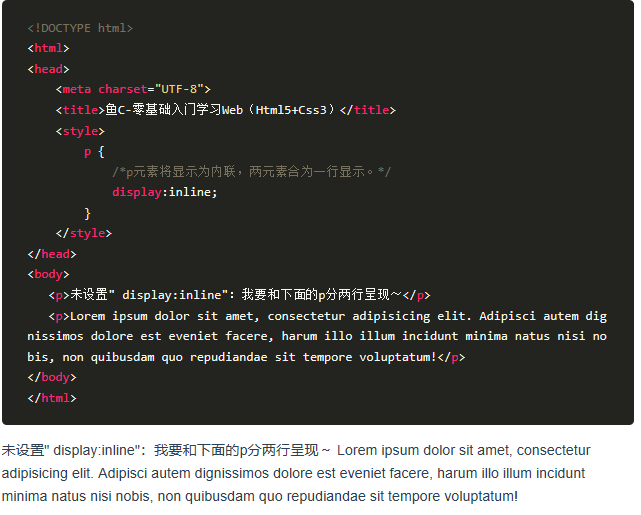 <!DOCTYPE html>
<html>
<head>
    <meta charset="UTF-8">
    <title>鱼C-零基础入门学习Web（Html5+Css3）</title>
    <style>
        p {
            /*p元素将显示为内联，两元素合为一行显示。*/
            display:inline;
        }
    </style>
</head>
<body>
   <p>未设置" display:inline"：我要和下面的p分两行呈现～</p>
   <p>Lorem ipsum dolor sit amet, consectetur adipisicing elit. Adipisci autem dig
nissimos dolore est eveniet facere, harum illo illum incidunt minima natus nisi no
bis, non quibusdam quo repudiandae sit tempore voluptatum!</p>
</body>
</html>
未设置" display:inline"：我要和下面的p分两行呈现～ Lorem ipsum dolor sit amet, consectetur
adipisicing elit. Adipisci autem dignissimos dolore est eveniet facere, harum illo illum incidunt
minima natus nisi nobis, non quibusdam quo repudiandae sit tempore voluptatum!